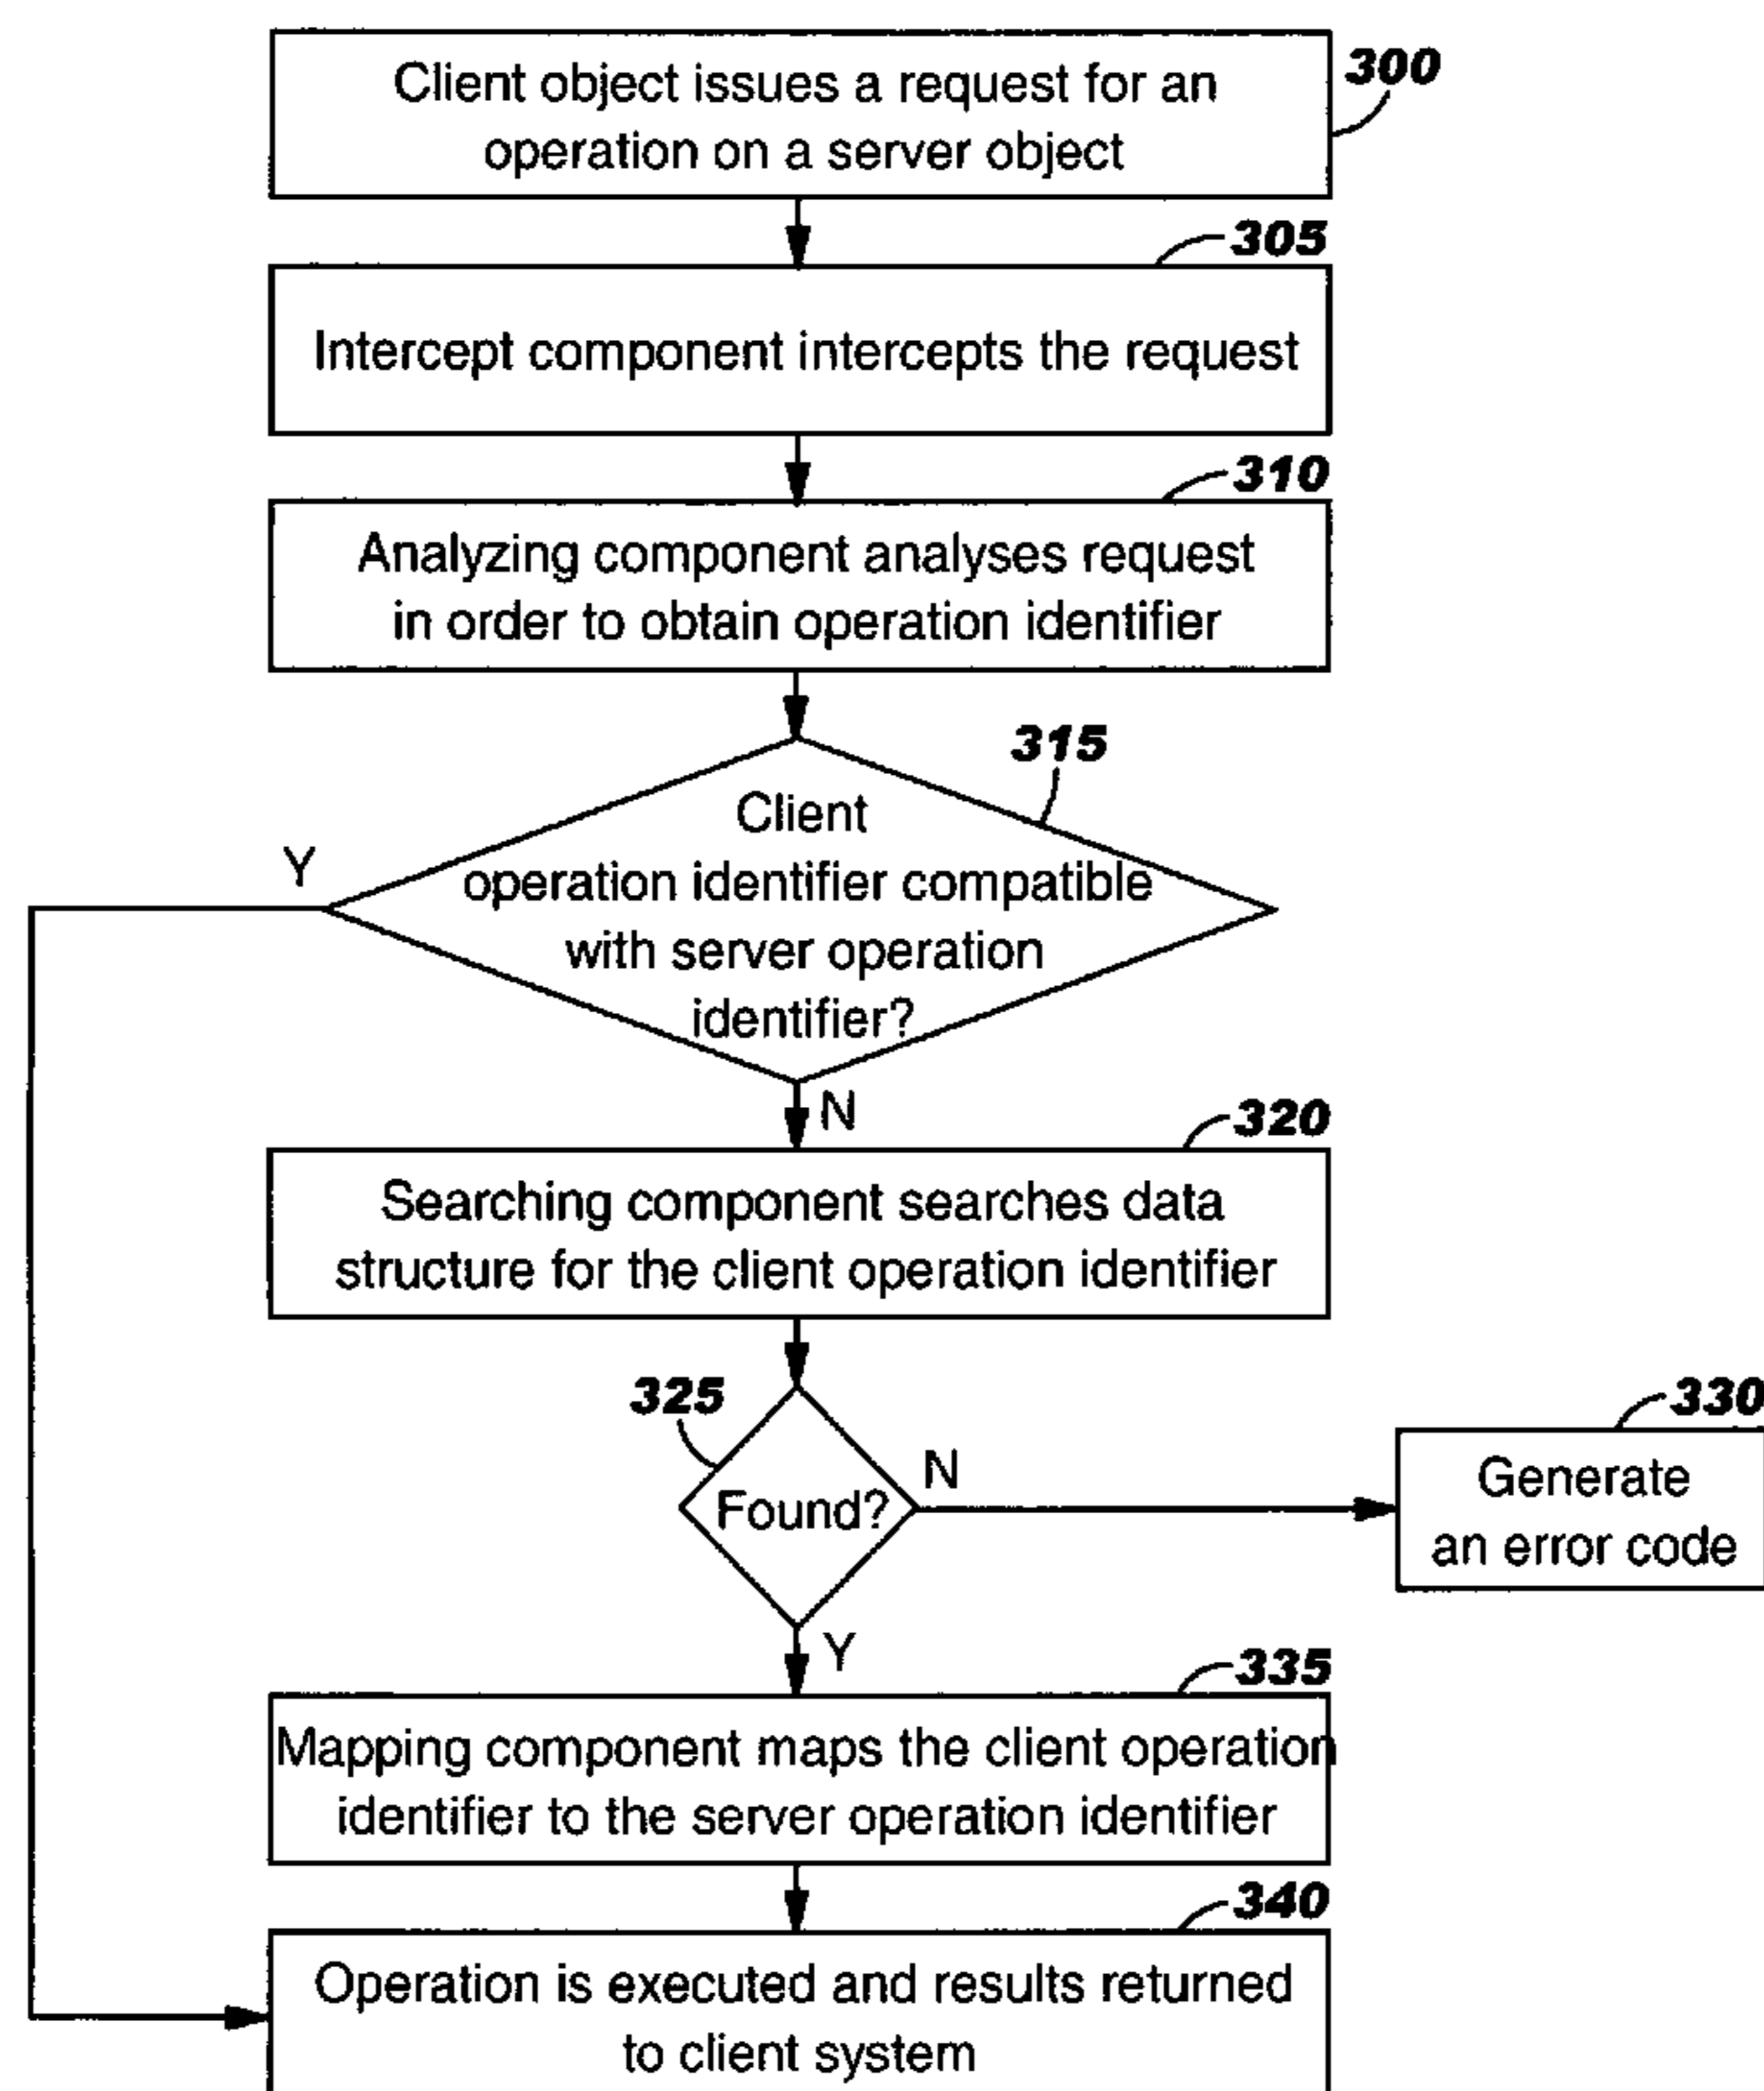 Client object issues a request for an
operation on a server object
300
305
Intercept component intercepts the request
310
Analyzing component analyses request
in order to obtain operation identifier
315
Client
operation identifier compatible
with server operation
identifier?
Y
N
320
Searching component searches data
structure for the client operation identifier
325
Found?
N
330
Generate
an error code
Y
335
Mapping component maps the client operation
identifier to the server operation identifier
340
Operation is executed and results returned
to client system